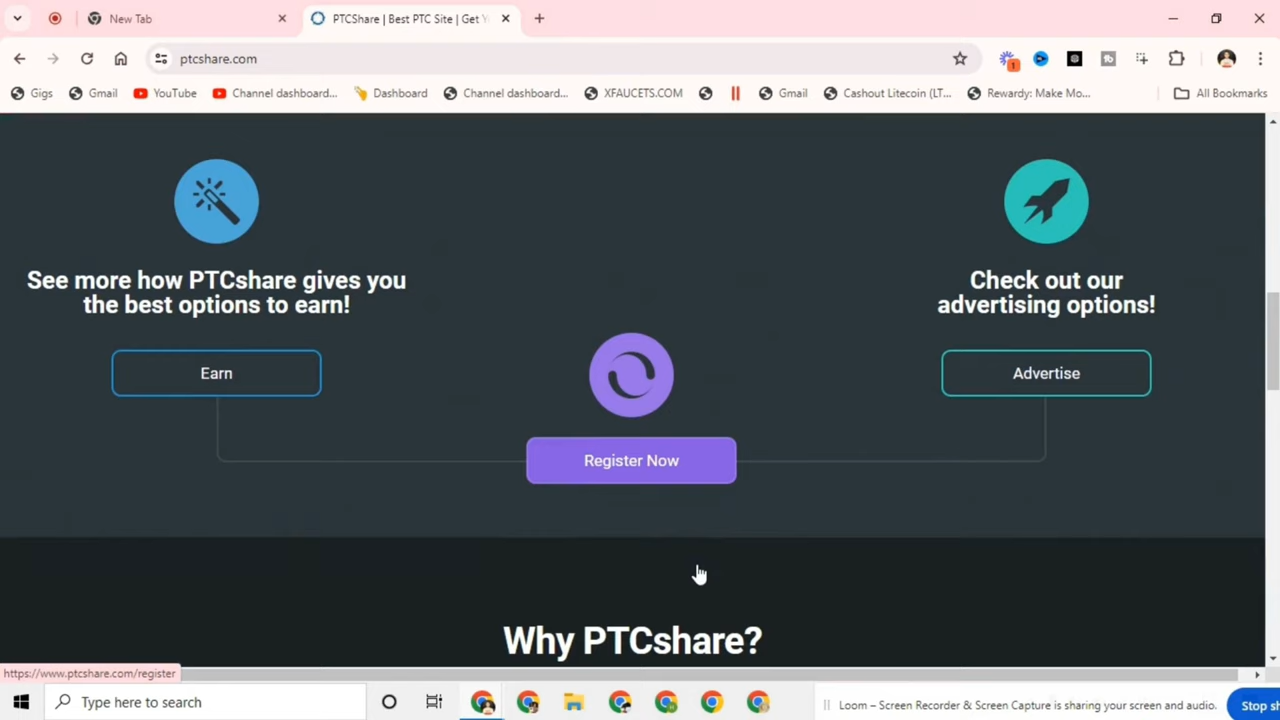 New Tab
PTCShare | Best PTC Site | Get Y
ptcshare.com
1
Gigs
Gmail
YouTube
Channel dashboard...
Dashboard
Channel dashboard...
XFAUCETS.COM
Gmail
Cashout Litecoin (LT...
Rewardy: Make Mo...
All Bookmarks
See more how PTCshare gives you
the best options to earn!
Earn
Check out our
advertising options!
Advertise
Register Now
Why PTCshare?
https://www.ptcshare.com/register
Type here to search
Loom – Screen Recorder & Screen Capture is sharing your screen and audio.
Stop sh